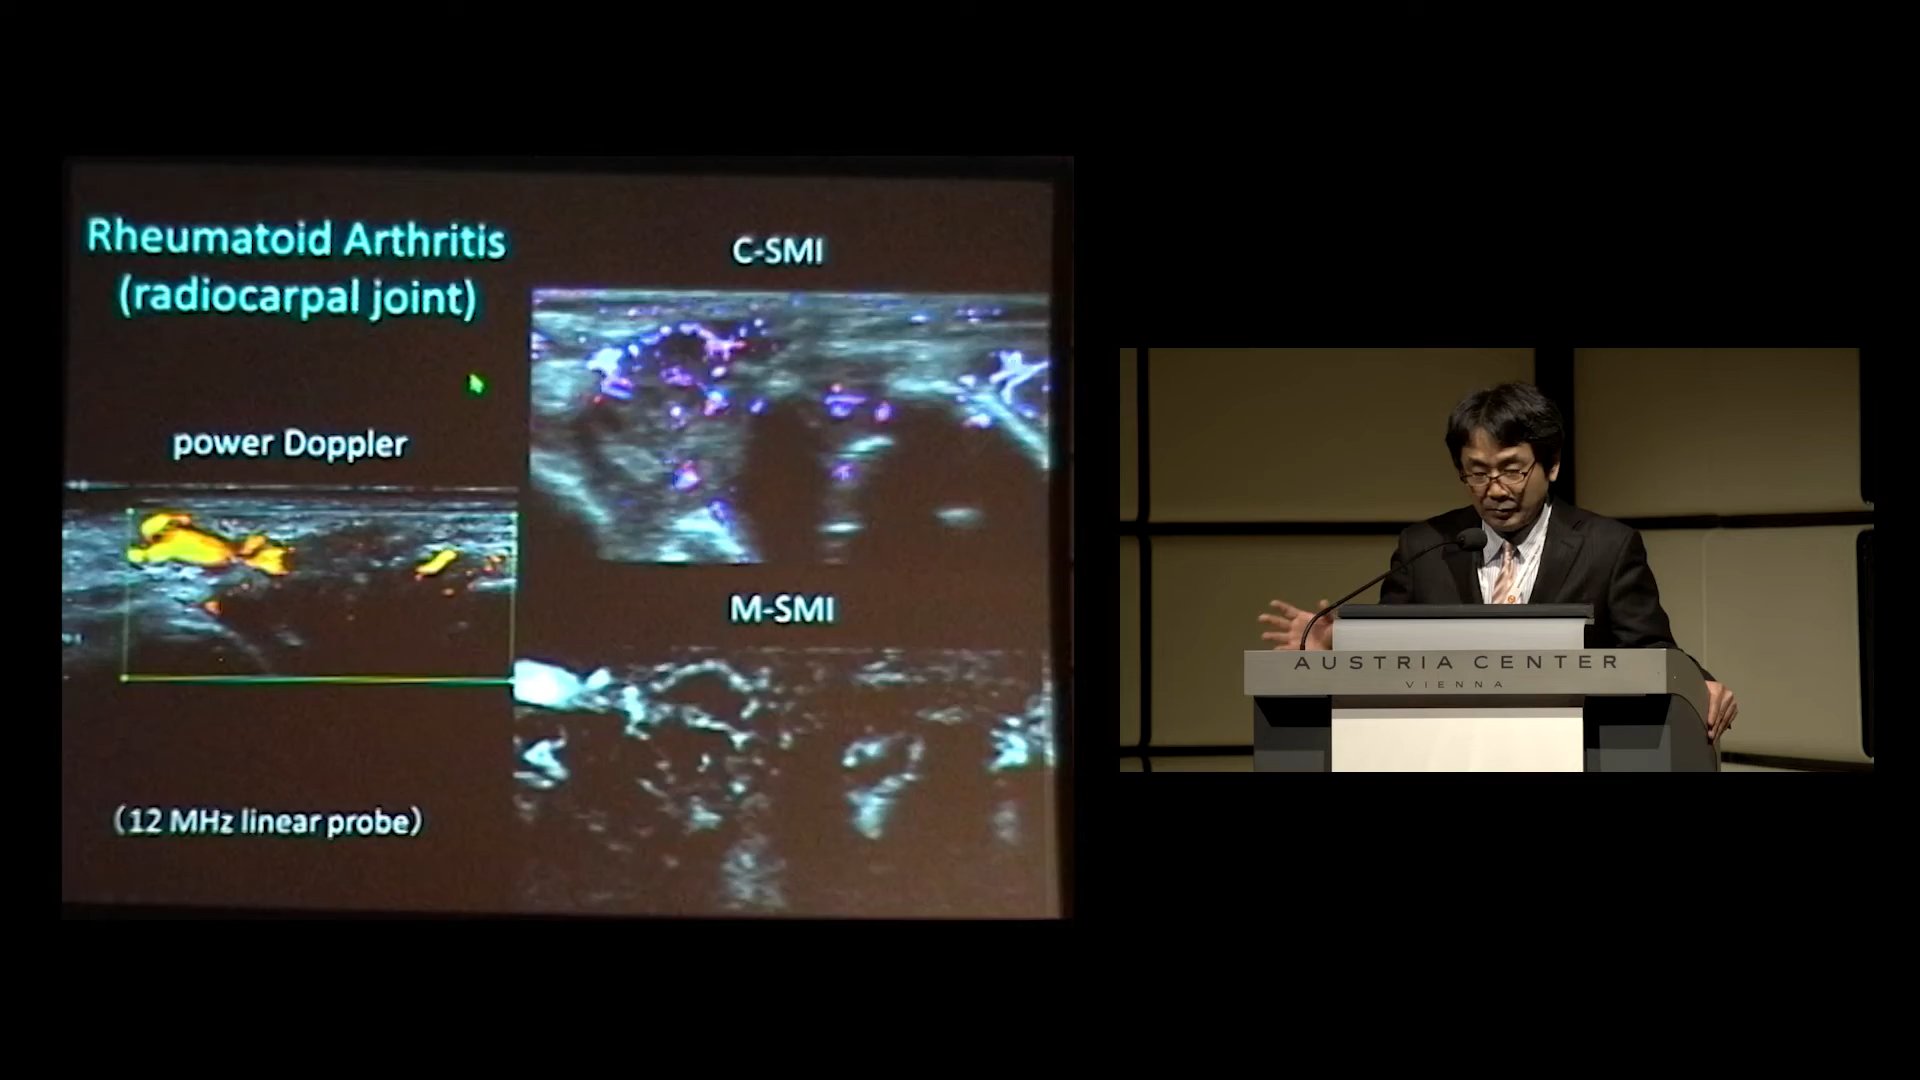 Rheumatoid Arthritis
(radiocarpal joint)
power Doppler
(12 MHz linear probe)
C-SMI
M-SMI
AUSTRIA CENTER
VIENNA